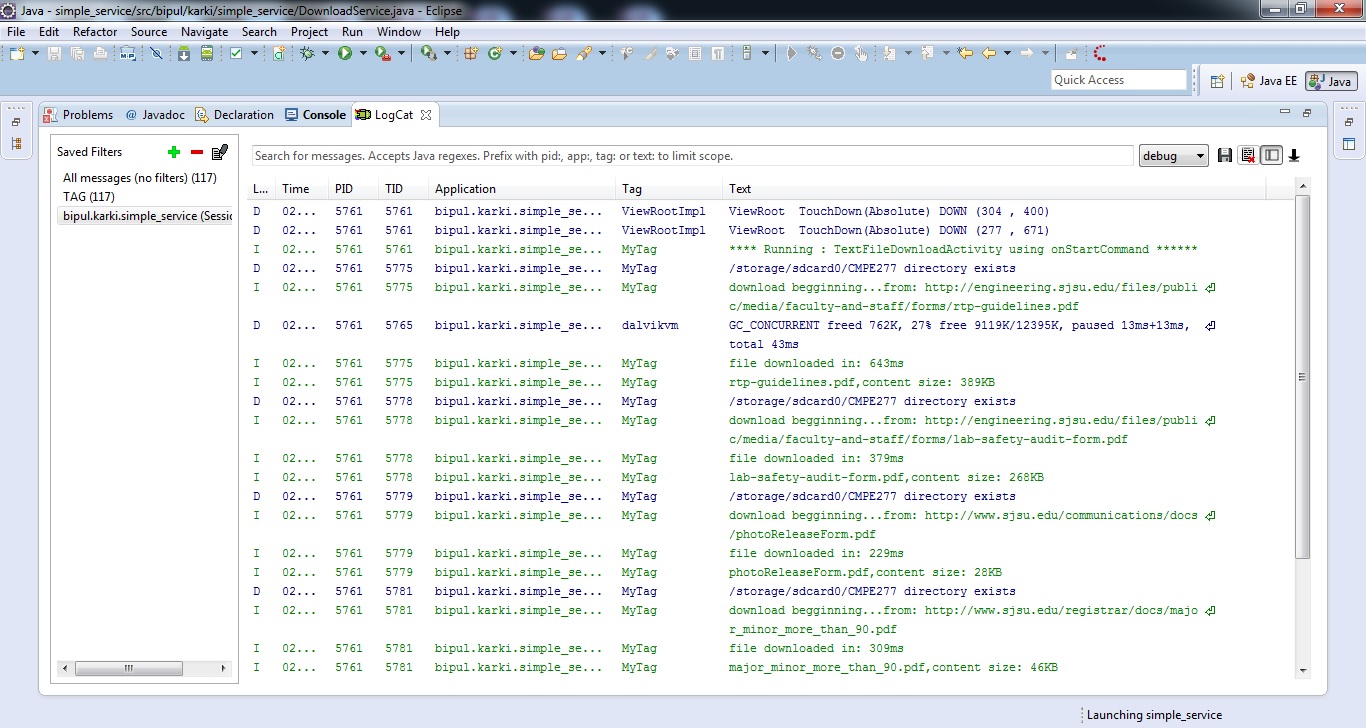 Java - simple_service/src/bipul/karki/simple_service/DownloadService.java - Eclipse
File Edit Refactor Source Navigate Search Project Run Window Help
Quick Access
Java EE
Java
Problems @ Javadoc Declaration Console LogCat
Saved Filters
All messages (no filters) (117)
TAG (117)
bipul.karki.simple_service (Sessic
Search for messages. Accepts Java regexes. Prefix with pid:, app:, tag: or text: to limit scope.
debug
L... Time PID TID Application Tag Text
D 02... 5761 5761 bipul.karki.simple_se... ViewRootImpl ViewRoot TouchDown(Absolute) DOWN (304 , 400)
D 02... 5761 5761 bipul.karki.simple_se... ViewRootImpl ViewRoot TouchDown(Absolute) DOWN (277 , 671)
I 02... 5761 5761 bipul.karki.simple_se... MyTag **** Running : TextFileDownloadActivity using onStartCommand ******
D 02... 5761 5775 bipul.karki.simple_se... MyTag /storage/sdcard0/CMPE277 directory exists
I 02... 5761 5775 bipul.karki.simple_se... MyTag download begginning...from: http://engineering.sjsu.edu/files/publi
c/media/faculty-and-staff/forms/rtp-guidelines.pdf
D 02... 5761 5765 bipul.karki.simple_se... dalvikvm GC_CONCURRENT freed 762K, 27% free 9119K/12395K, paused 13ms+13ms,
total 43ms
I 02... 5761 5775 bipul.karki.simple_se... MyTag file downloaded in: 643ms
I 02... 5761 5775 bipul.karki.simple_se... MyTag rtp-guidelines.pdf,content size: 389KB
D 02... 5761 5778 bipul.karki.simple_se... MyTag /storage/sdcard0/CMPE277 directory exists
I 02... 5761 5778 bipul.karki.simple_se... MyTag download begginning...from: http://engineering.sjsu.edu/files/publi
c/media/faculty-and-staff/forms/lab-safety-audit-form.pdf
I 02... 5761 5778 bipul.karki.simple_se... MyTag file downloaded in: 379ms
I 02... 5761 5778 bipul.karki.simple_se... MyTag lab-safety-audit-form.pdf,content size: 268KB
D 02... 5761 5779 bipul.karki.simple_se... MyTag /storage/sdcard0/CMPE277 directory exists
I 02... 5761 5779 bipul.karki.simple_se... MyTag download begginning...from: http://www.sjsu.edu/communications/docs
/photoReleaseForm.pdf
I 02... 5761 5779 bipul.karki.simple_se... MyTag file downloaded in: 229ms
I 02... 5761 5779 bipul.karki.simple_se... MyTag photoReleaseForm.pdf,content size: 28KB
D 02... 5761 5781 bipul.karki.simple_se... MyTag /storage/sdcard0/CMPE277 directory exists
I 02... 5761 5781 bipul.karki.simple_se... MyTag download begginning...from: http://www.sjsu.edu/registrar/docs/majo
r_minor_more_than_90.pdf
I 02... 5761 5781 bipul.karki.simple_se... MyTag file downloaded in: 309ms
I 02... 5761 5781 bipul.karki.simple_se... MyTag major_minor_more_than_90.pdf,content size: 46KB
Launching simple_service